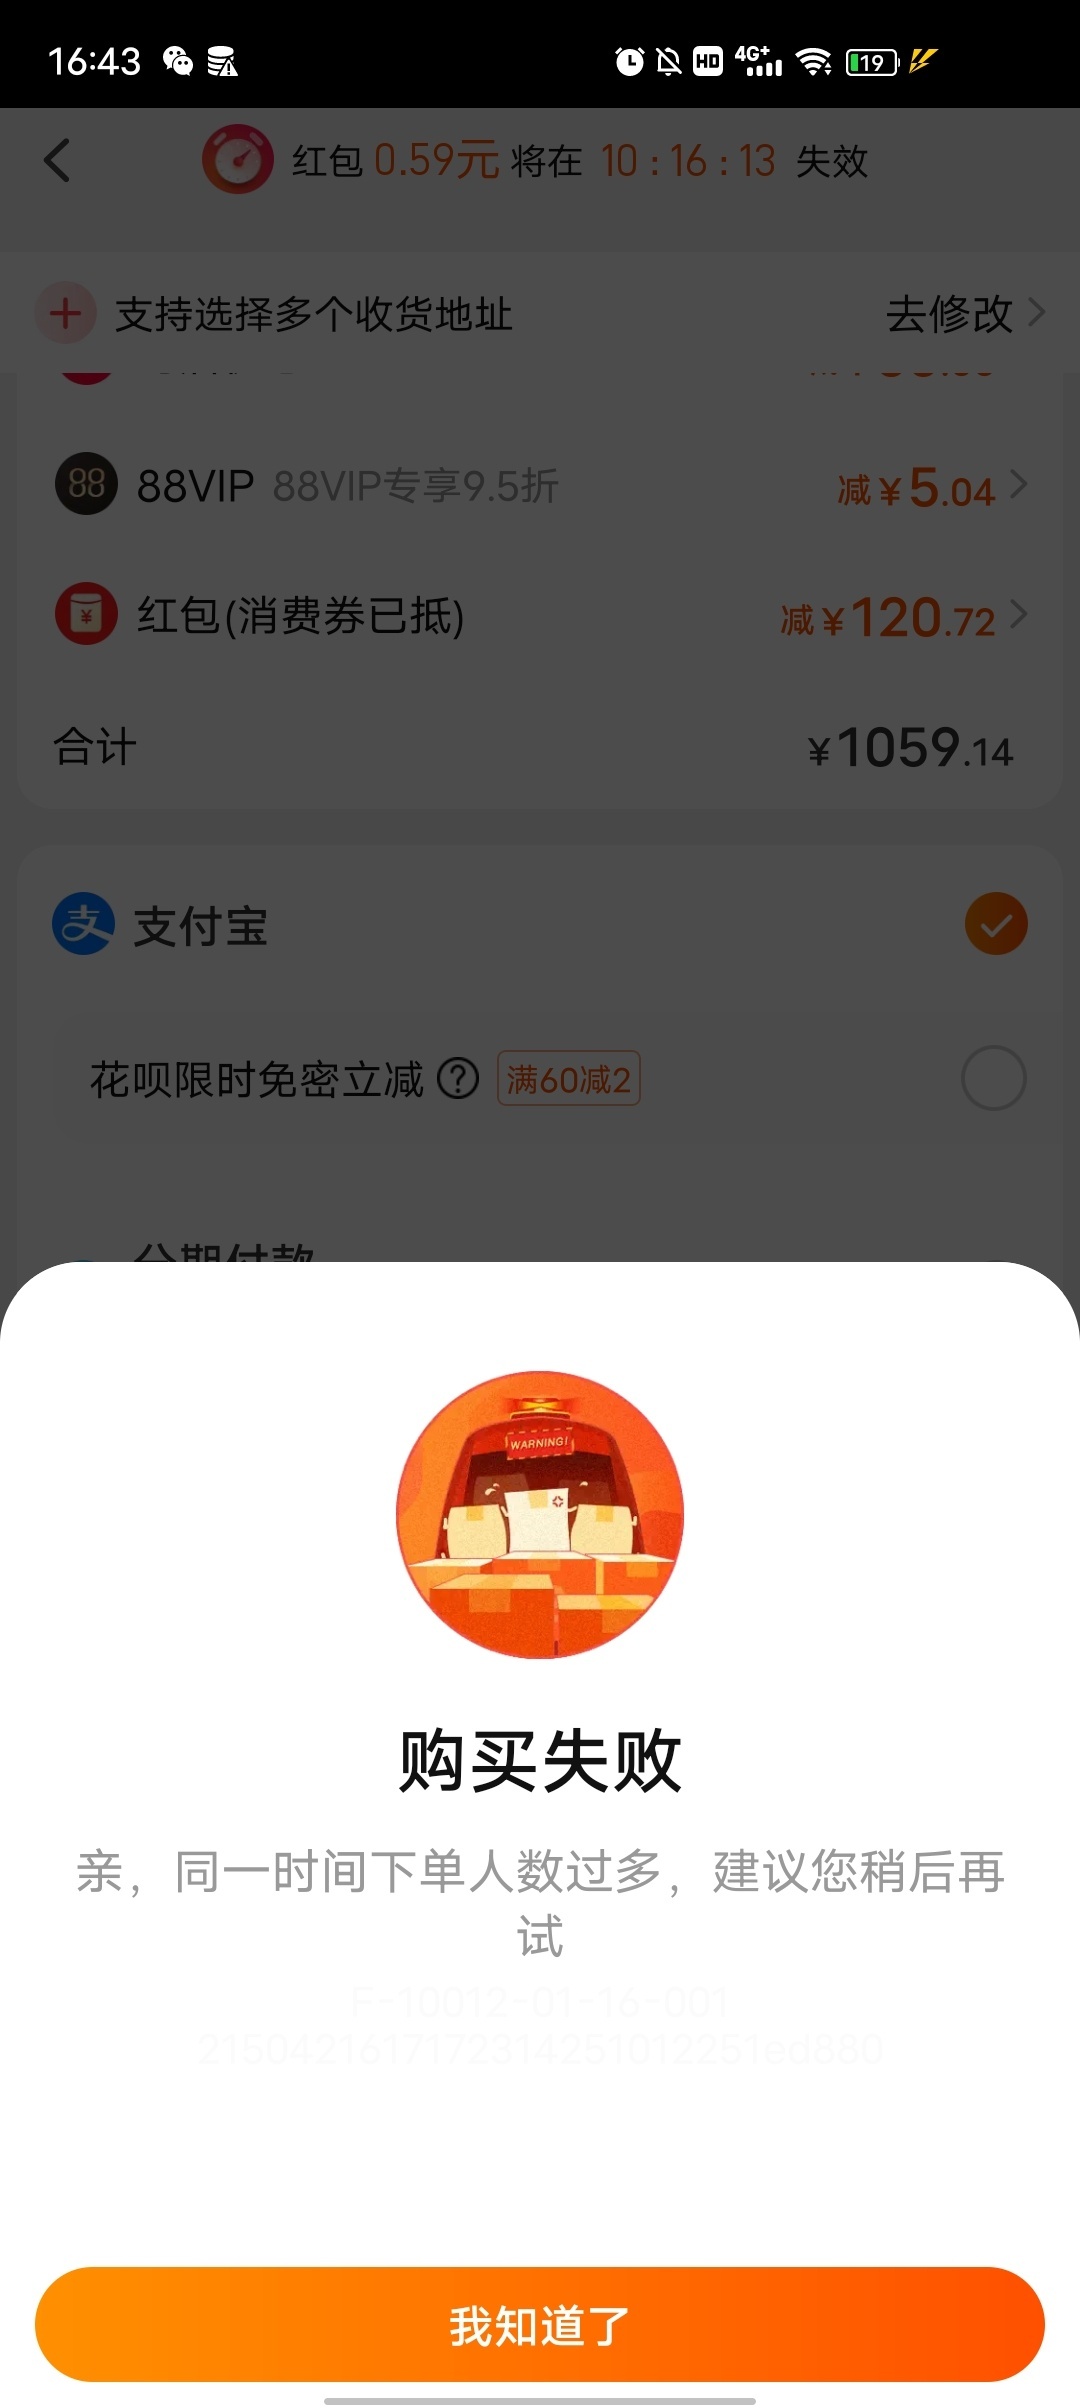 16:43
4G+
HD
19
红包 0.59元 将在 10 : 16 : 13 失效
支持选择多个收货地址 去修改
88 88VIP 88VIP专享9.5折 减 ¥5.04
红包(消费券已抵) 减 ¥120.72
合计 ¥1059.14
支付宝
花呗限时免密立减 ? 满60减2
分期付款
WARNING!
购买失败
亲，同一时间下单人数过多，建议您稍后再
试
F-10012-01-16-001
我知道了